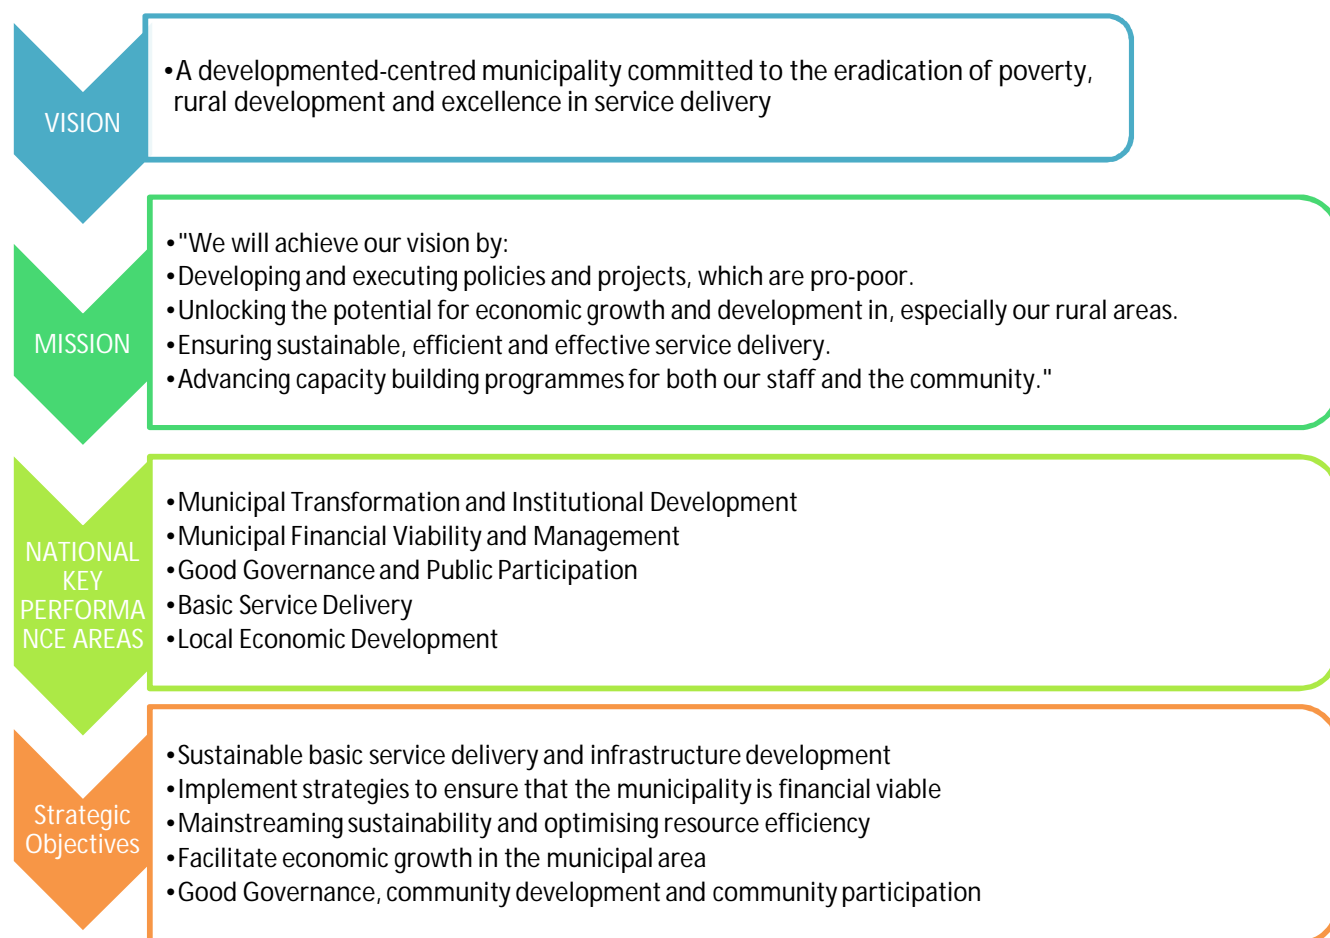 VISION
•A developmented-centred municipality committed to the eradication of poverty,
rural development and excellence in service delivery
MISSION
•"We will achieve our vision by:
•Developing and executing policies and projects, which are pro-poor.
•Unlocking the potential for economic growth and development in, especially our rural areas.
•Ensuring sustainable, efficient and effective service delivery.
•Advancing capacity building programmes for both our staff and the community."
NATIONAL
KEY
PERFORMA
NCE AREAS
•Municipal Transformation and Institutional Development
•Municipal Financial Viability and Management
•Good Governance and Public Participation
•Basic Service Delivery
•Local Economic Development
Strategic
Objectives
•Sustainable basic service delivery and infrastructure development
•Implement strategies to ensure that the municipality is financial viable
•Mainstreaming sustainability and optimising resource efficiency
•Facilitate economic growth in the municipal area
•Good Governance, community development and community participation